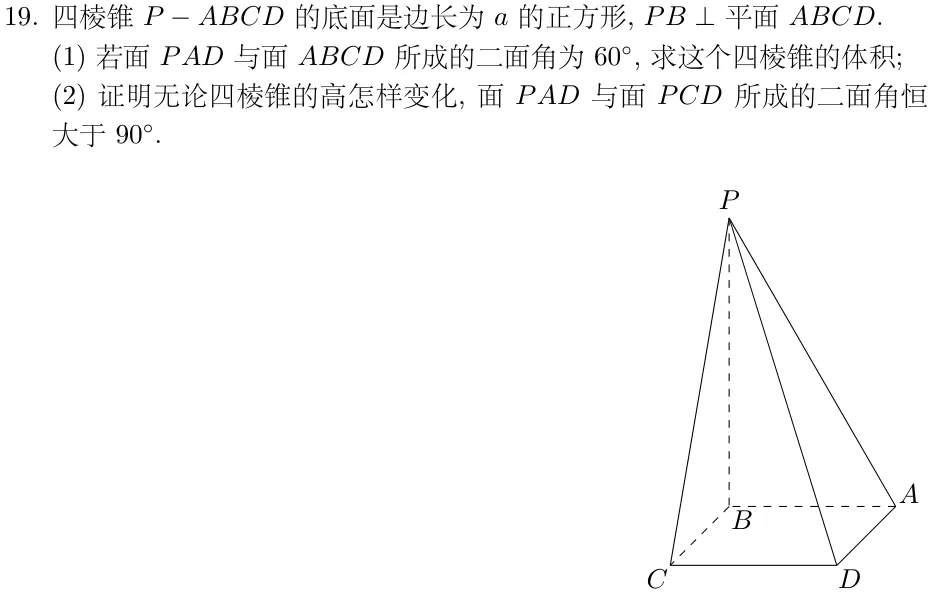 19. 四棱锥 P − ABCD 的底面是边长为 a 的正方形, PB ⊥ 平面 ABCD.
(1) 若面 PAD 与面 ABCD 所成的二面角为 60°, 求这个四棱锥的体积;
(2) 证明无论四棱锥的高怎样变化, 面 PAD 与面 PCD 所成的二面角恒
大于 90°.
P
A
B
C
D